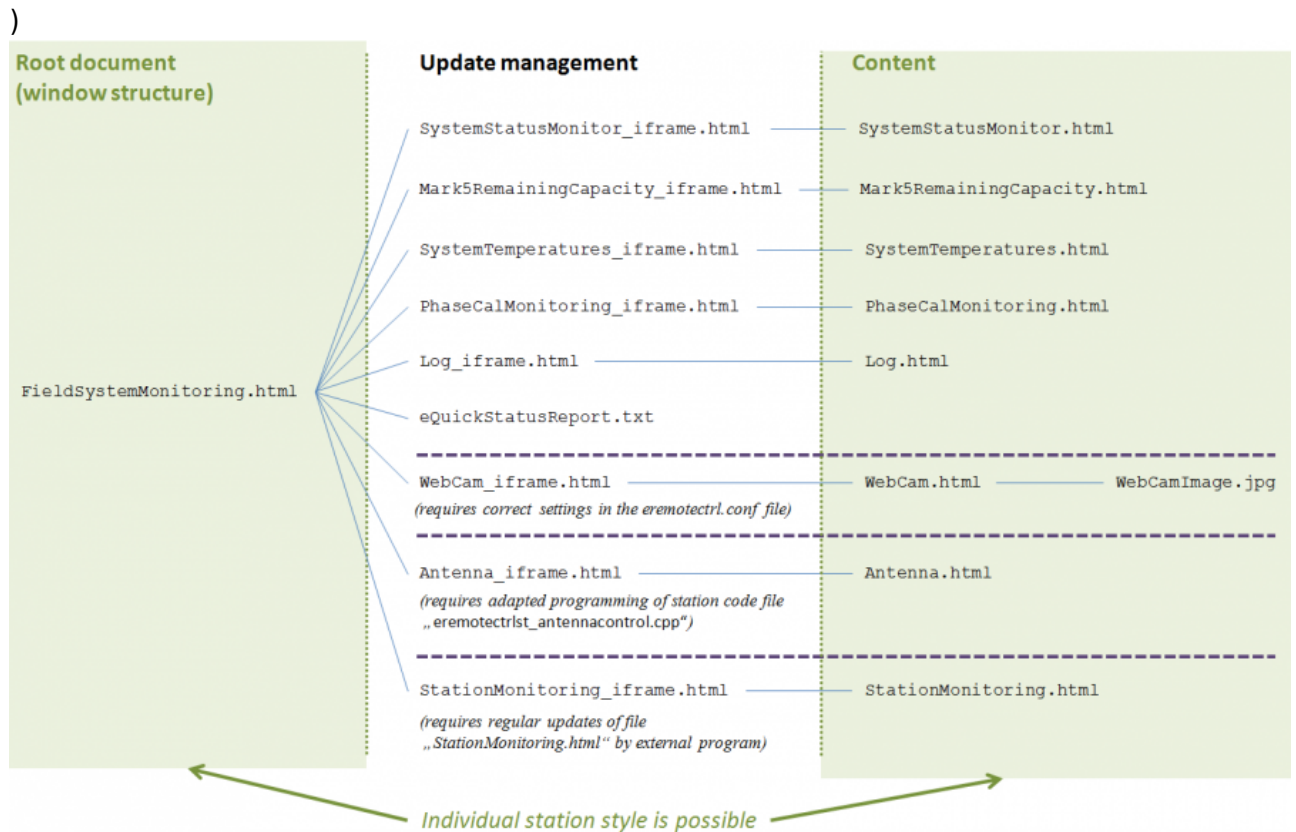 )
Root document
(window structure)
Update management
Content
SystemStatusMonitor_iframe.html
SystemStatusMonitor.html
Mark5RemainingCapacity_iframe.html
Mark5RemainingCapacity.html
SystemTemperatures_iframe.html
SystemTemperatures.html
PhaseCalMonitoring_iframe.html
PhaseCalMonitoring.html
Log_iframe.html
Log.html
FieldSystemMonitoring.html
eQuickStatusReport.txt
WebCam_iframe.html
WebCam.html
WebCamImage.jpg
(requires correct settings in the eremotectrl.conf file)
Antenna_iframe.html
Antenna.html
(requires adapted programming of station code file
„eremotectrlst_antennacontrol.cpp“)
StationMonitoring_iframe.html
StationMonitoring.html
(requires regular updates of file
„StationMonitoring.html“ by external program)
Individual station style is possible